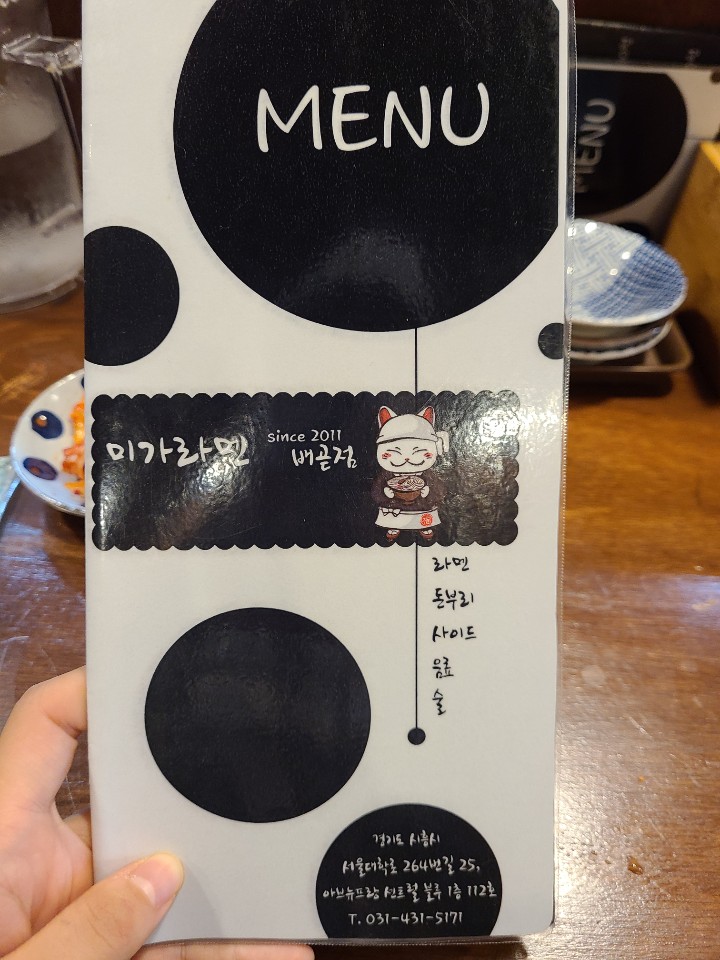 MENU
MENU
미가라멘
since 2011
배곧점
라멘
돈부리
사이드
음료
술
경기도 시흥시
서울대학로 264번길 25,
아브뉴프랑 센트럴 블루 1층 112호
T. 031-431-5171